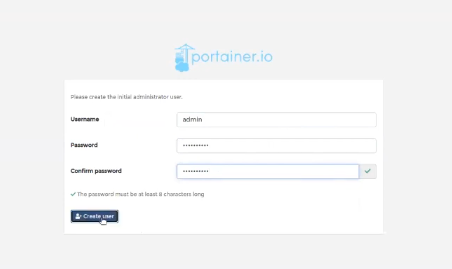 portainer.io
Please create the initial administrator user.
Username
admin
Password
••••••••••
Confirm password
••••••••••
The password must be at least 8 characters long
Create user